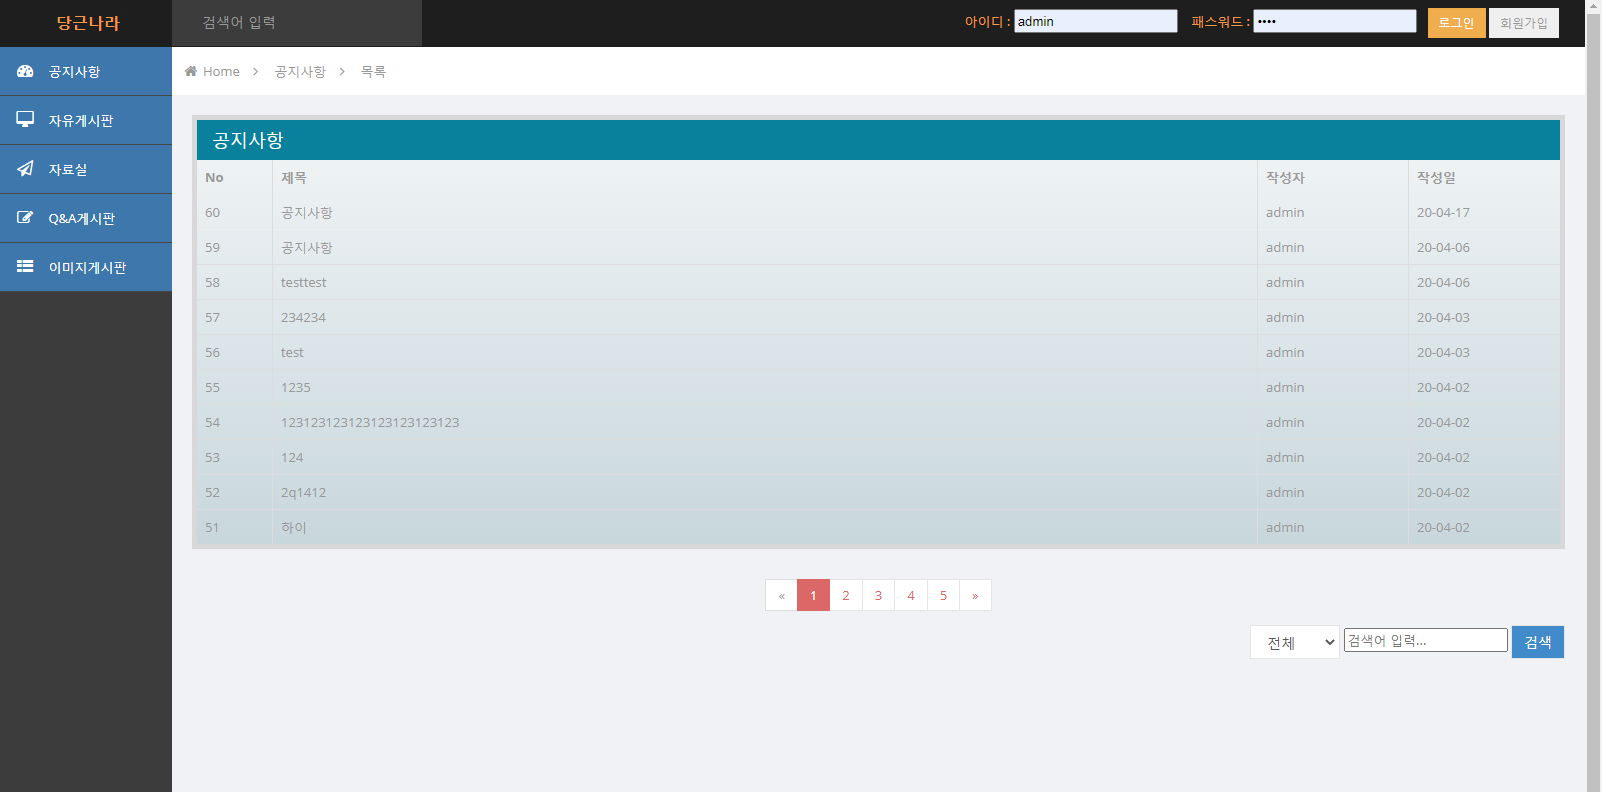 당근나라 검색어 입력 아이디 : admin 패스워드 : •••• 로그인 회원가입
공지사항
자유게시판
자료실
Q&A게시판
이미지게시판
Home > 공지사항 > 목록
공지사항
No 제목 작성자 작성일
60 공지사항 admin 20-04-17
59 공지사항 admin 20-04-06
58 testtest admin 20-04-06
57 234234 admin 20-04-03
56 test admin 20-04-03
55 1235 admin 20-04-02
54 123123123123123123123123 admin 20-04-02
53 124 admin 20-04-02
52 2q1412 admin 20-04-02
51 하이 admin 20-04-02
« 1 2 3 4 5 »
전체 검색어 입력... 검색